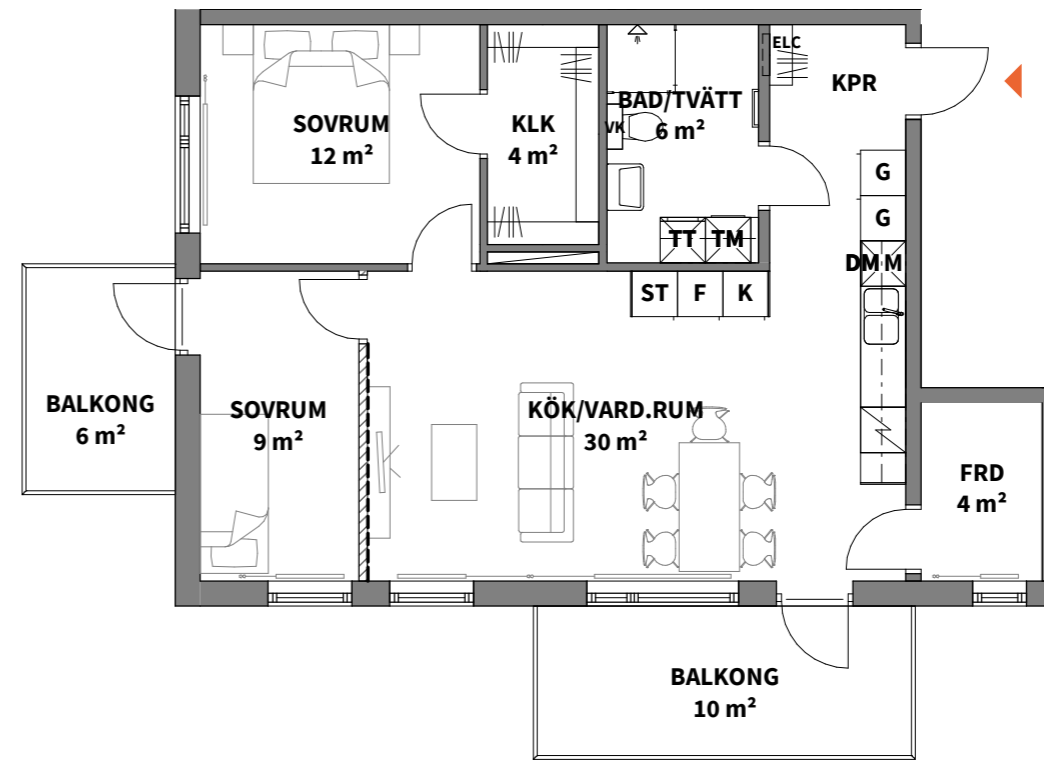 ELC
KPR
SOVRUM
12 m²
KLK
4 m²
BAD/TVÄTT
6 m²
VK
G
G
TT
TM
DM M
ST
F
K
BALKONG
6 m²
SOVRUM
9 m²
KÖK/VARD.RUM
30 m²
FRD
4 m²
BALKONG
10 m²